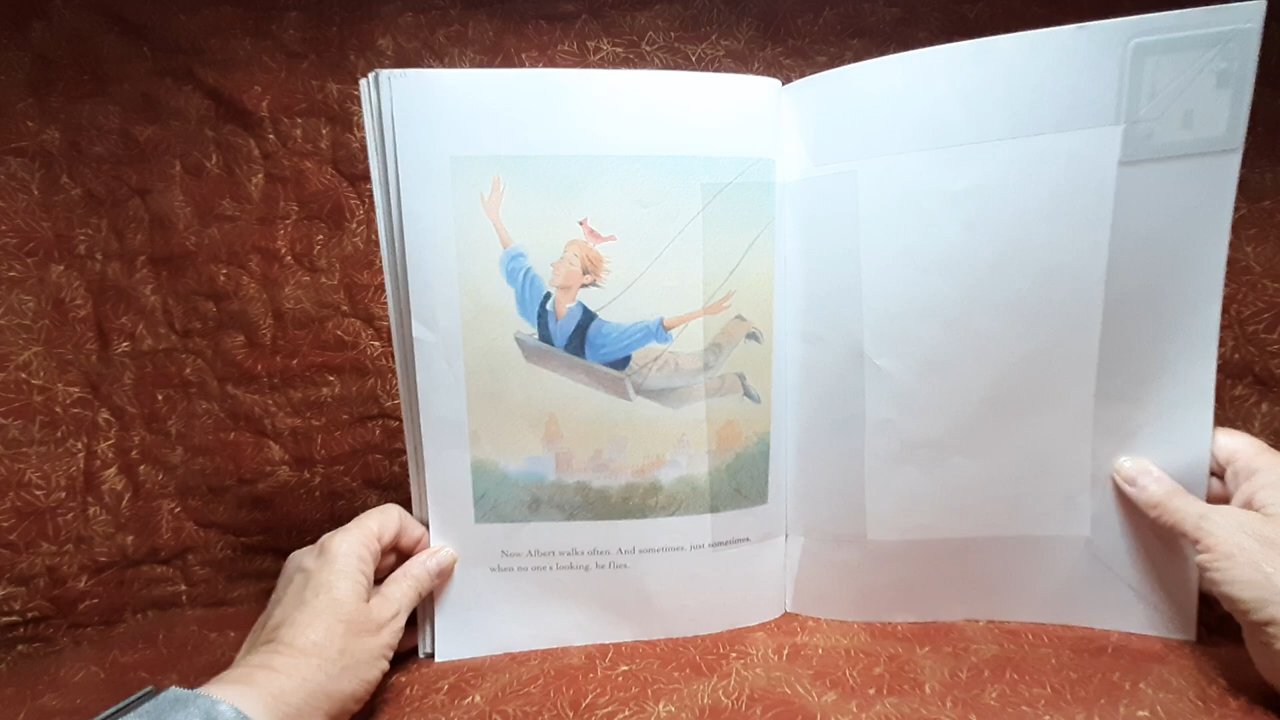 Now Albert walks often. And sometimes, just sometimes,
when no one's looking, he flies.